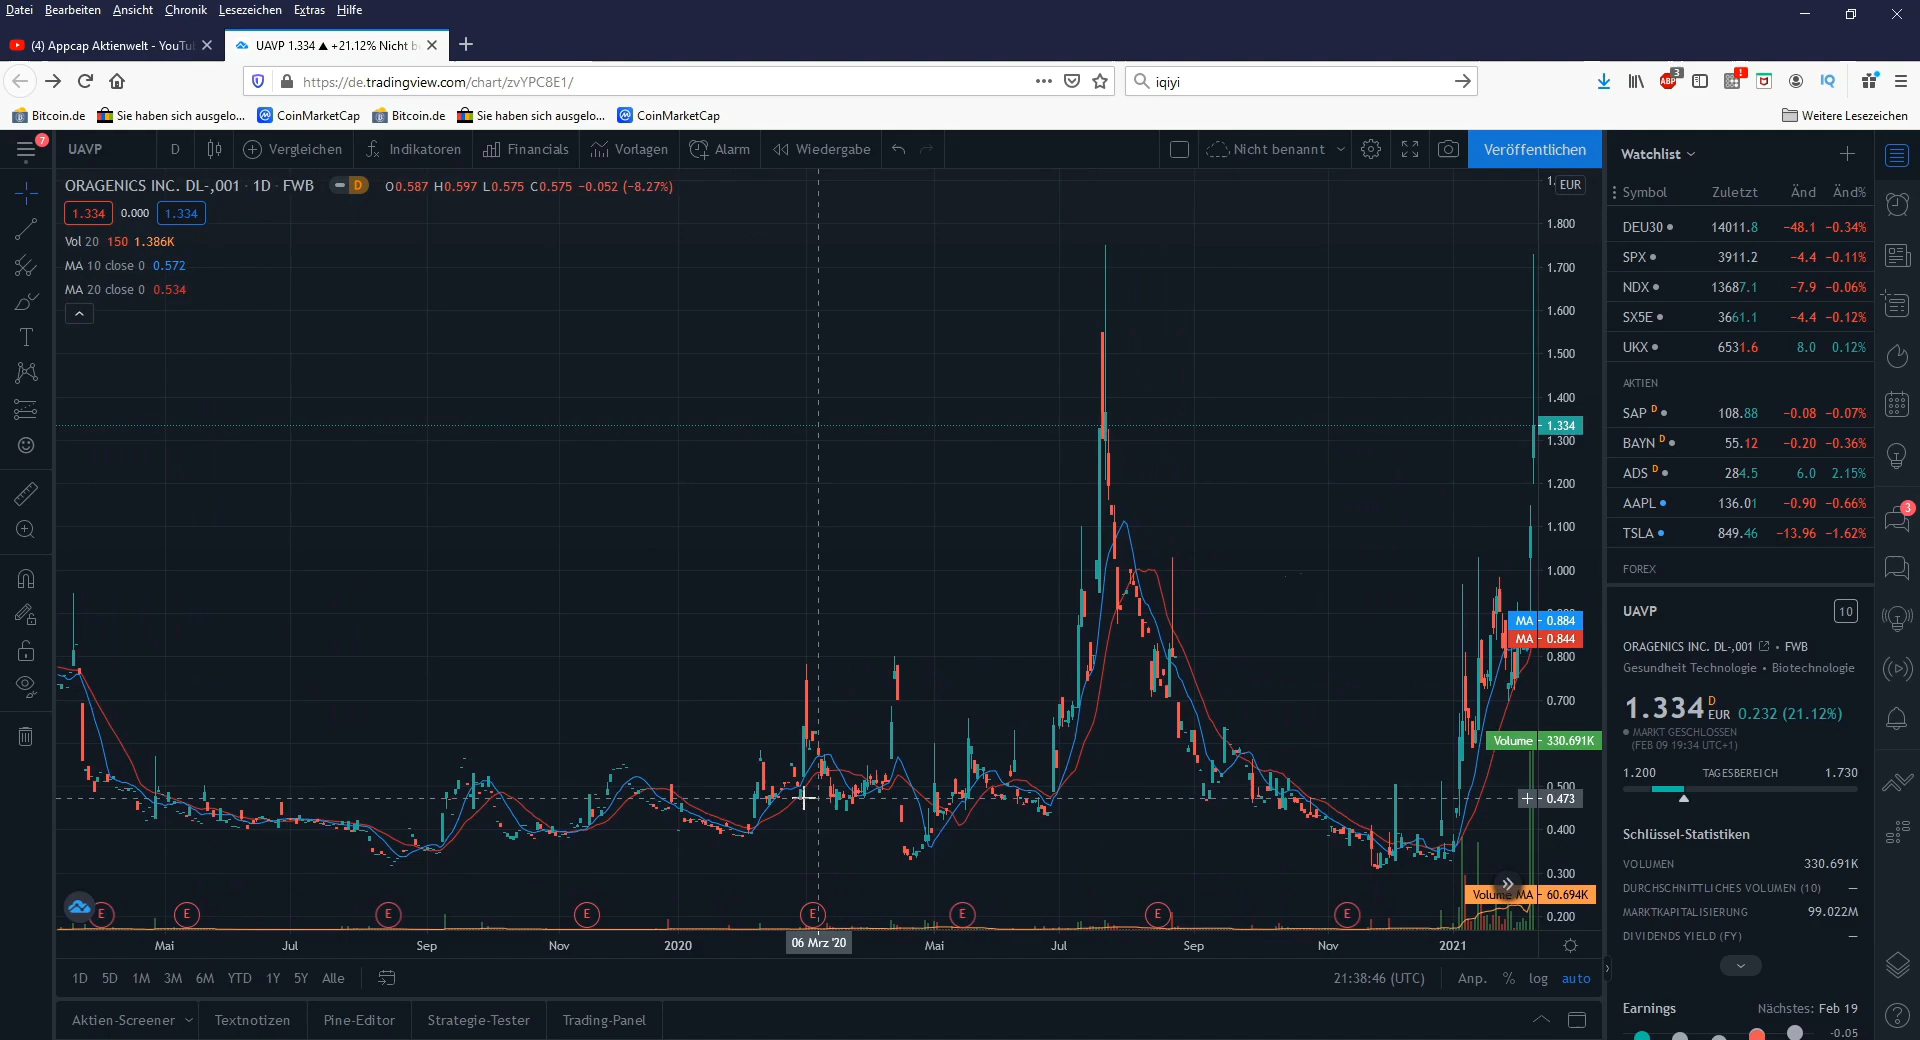 Datei Bearbeiten Ansicht Chronik Lesezeichen Extras Hilfe
(4) Appcap Aktienwelt - YouTu
UAVP 1.334 ▲ +21.12% Nicht b
https://de.tradingview.com/chart/zvYPC8E1/
iqiyi
3
!
IQ
Bitcoin.de Sie haben sich ausgelo... CoinMarketCap Bitcoin.de Sie haben sich ausgelo... CoinMarketCap Weitere Lesezeichen
7
UAVP D Vergleichen Indikatoren Financials Vorlagen Alarm Wiedergabe Nicht benannt Veröffentlichen
ORAGENICS INC. DL-,001 · 1D · FWB D O0.587 H0.597 L0.575 C0.575 −0.052 (−8.27%)
1.334 0.000 1.334
Vol 20 150 1.386K
MA 10 close 0 0.572
MA 20 close 0 0.534
EUR
1.800
1.700
1.600
1.500
1.400
1.334
1.300
1.200
1.100
1.000
MA 0.884
MA 0.844
0.800
0.700
Volume 330.691K
0.500
0.473
0.400
0.300
Volume MA 60.694K
0.200
E E E E E E E E
Mai Jul Sep Nov 2020 06 Mrz '20 Mai Jul Sep Nov 2021
1D 5D 1M 3M 6M YTD 1Y 5Y Alle 21:38:46 (UTC) Anp. % log auto
Aktien-Screener Textnotizen Pine-Editor Strategie-Tester Trading-Panel
Watchlist
Symbol Zuletzt Änd Änd%
DEU30 14011.8 −48.1 −0.34%
SPX 3911.2 −4.4 −0.11%
NDX 13687.1 −7.9 −0.06%
SX5E 3661.1 −4.4 −0.12%
UKX 6531.6 8.0 0.12%
AKTIEN
SAP D 108.88 −0.08 −0.07%
BAYN D 55.12 −0.20 −0.36%
ADS D 284.5 6.0 2.15%
AAPL 136.01 −0.90 −0.66%
TSLA 849.46 −13.96 −1.62%
FOREX
UAVP 10
ORAGENICS INC. DL-,001 • FWB
Gesundheit Technologie • Biotechnologie
1.334 D EUR 0.232 (21.12%)
MARKT GESCHLOSSEN
(FEB 09 19:34 UTC+1)
1.200 TAGESBEREICH 1.730
Schlüssel-Statistiken
VOLUMEN 330.691K
DURCHSCHNITTLICHES VOLUMEN (10) —
MARKTKAPITALISIERUNG 99.022M
DIVIDENDS YIELD (FY) —
Earnings Nächstes: Feb 19
-0.05
3